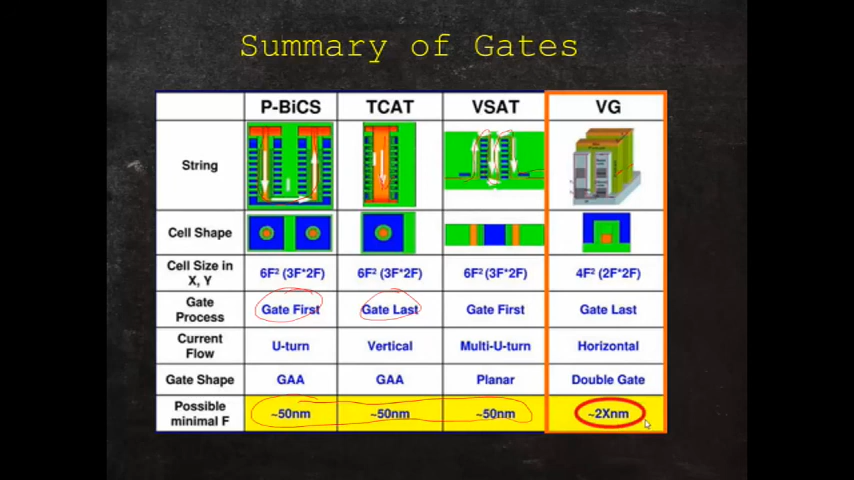 Summary of Gates
P-BiCS TCAT VSAT VG
String
Cell Shape
Cell Size in X, Y 6F² (3F*2F) 6F² (3F*2F) 6F² (3F*2F) 4F² (2F*2F)
Gate Process Gate First Gate Last Gate First Gate Last
Current Flow U-turn Vertical Multi-U-turn Horizontal
Gate Shape GAA GAA Planar Double Gate
Possible minimal F ~50nm ~50nm ~50nm ~2Xnm